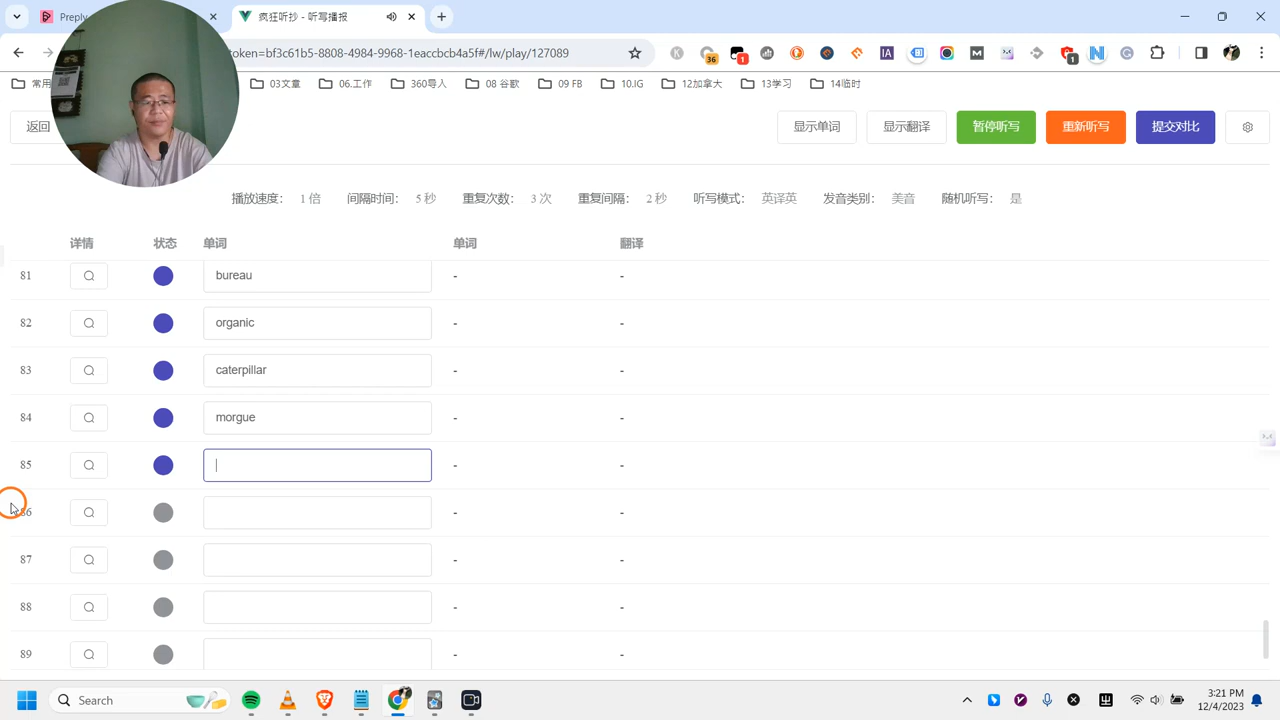 Preply
疯狂听抄 - 听写播报
token=bf3c61b5-8808-4984-9968-1eaccbcb4a5f#/lw/play/127089
36
1
1
常用
03文章
06.工作
360导入
08 谷歌
09 FB
10.IG
12加拿大
13学习
14临时
返回
显示单词
显示翻译
暂停听写
重新听写
提交对比
播放速度： 1 倍 间隔时间： 5 秒 重复次数： 3 次 重复间隔： 2 秒 听写模式： 英译英 发音类别： 美音 随机听写： 是
详情 状态 单词 单词 翻译
81 bureau - -
82 organic - -
83 caterpillar - -
84 morgue - -
85 - -
86 - -
87 - -
88 - -
89 - -
Search
3:21 PM
12/4/2023